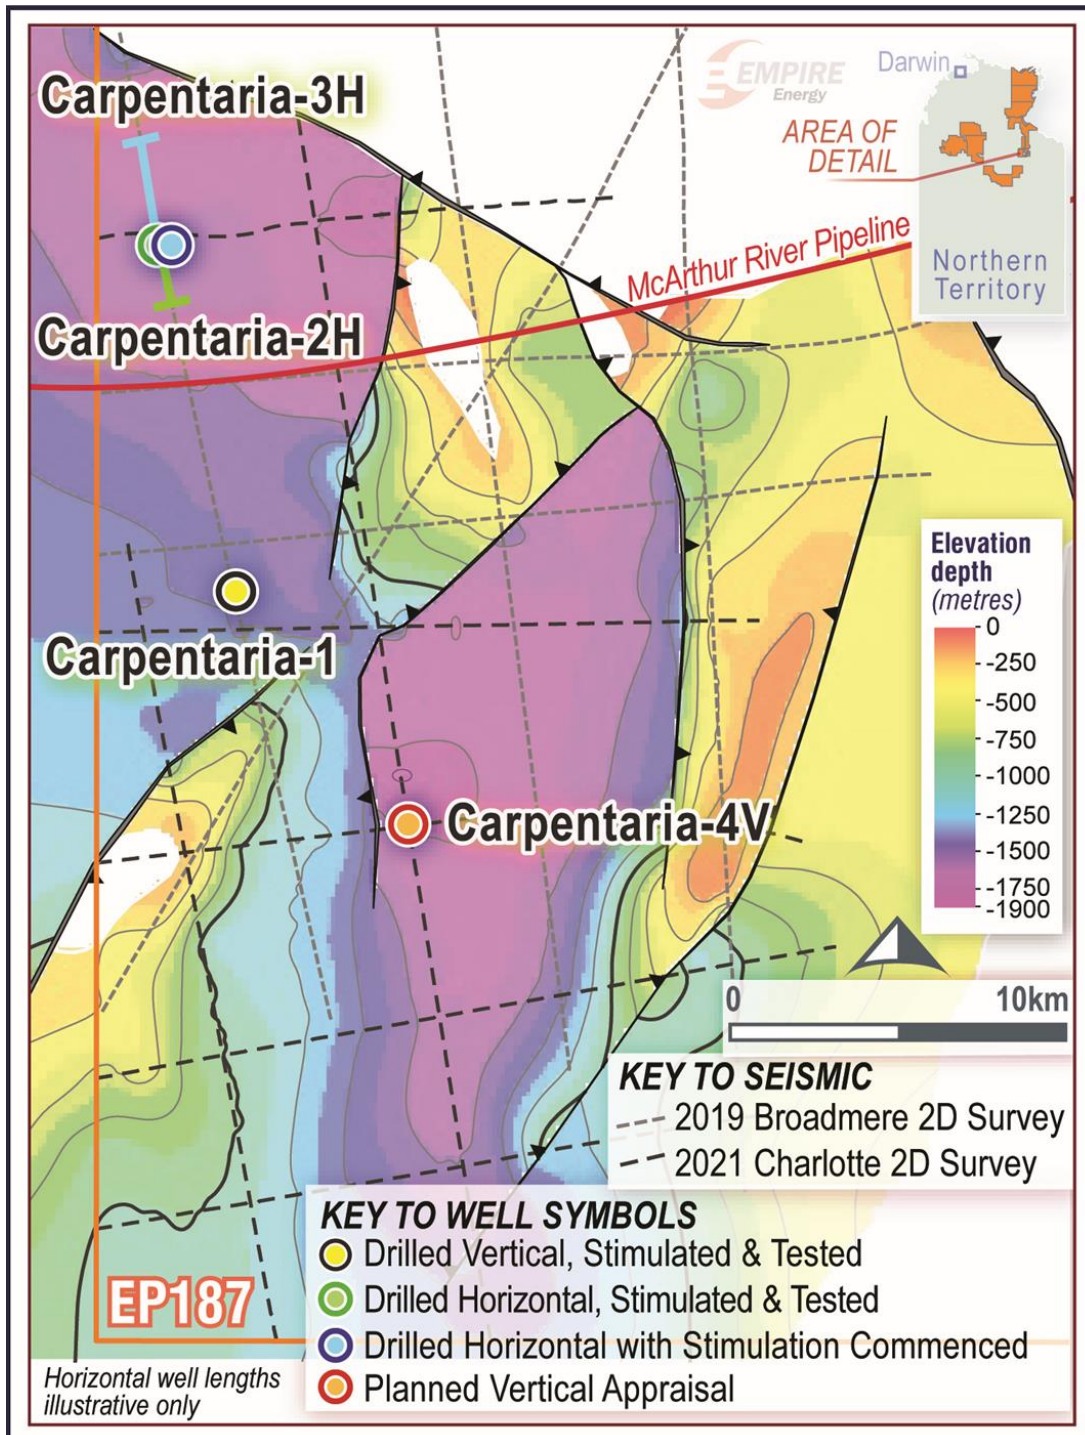 Carpentaria-3H
EMPIRE
Energy
Darwin
AREA OF
DETAIL
McArthur River Pipeline
Northern
Territory
Carpentaria-2H
Elevation
depth
(metres)
0
-250
-500
-750
-1000
-1250
-1500
-1750
-1900
Carpentaria-1
Carpentaria-4V
0 10km
KEY TO SEISMIC
2019 Broadmere 2D Survey
2021 Charlotte 2D Survey
KEY TO WELL SYMBOLS
Drilled Vertical, Stimulated & Tested
Drilled Horizontal, Stimulated & Tested
Drilled Horizontal with Stimulation Commenced
Planned Vertical Appraisal
EP187
Horizontal well lengths
illustrative only